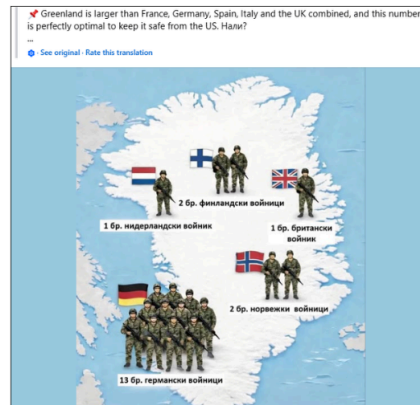 📌 Greenland is larger than France, Germany, Spain, Italy and the UK combined, and this number
is perfectly optimal to keep it safe from the US. Нали?
...
· See original · Rate this translation
2 бр. финландски войници
1 бр. нидерландски войник
1 бр. британски
войник
2 бр. норвежки войници
13 бр. германски войници